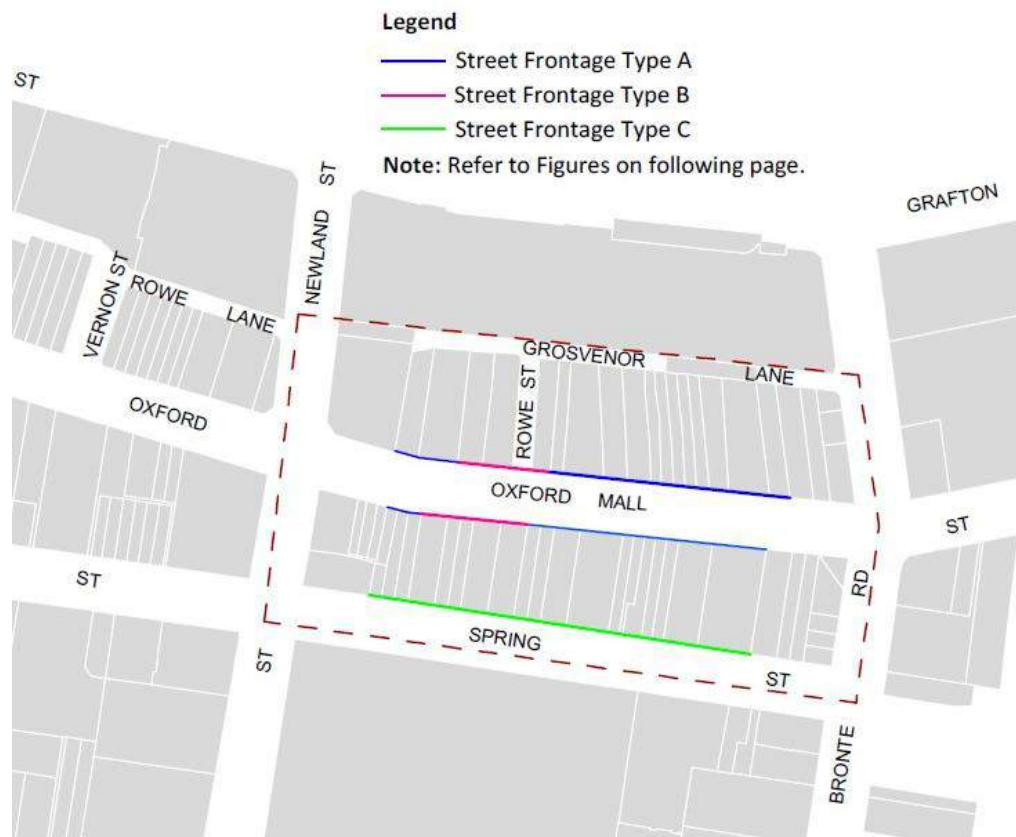 Legend
Street Frontage Type A
Street Frontage Type B
Street Frontage Type C
Note: Refer to Figures on following page.
ST
NEWLAND ST
GRAFTON
VERNON ST
ROWE LANE
GROSVENOR LANE
ROWE ST
OXFORD
OXFORD MALL
ST
RD
ST
SPRING ST
ST
BRONTE